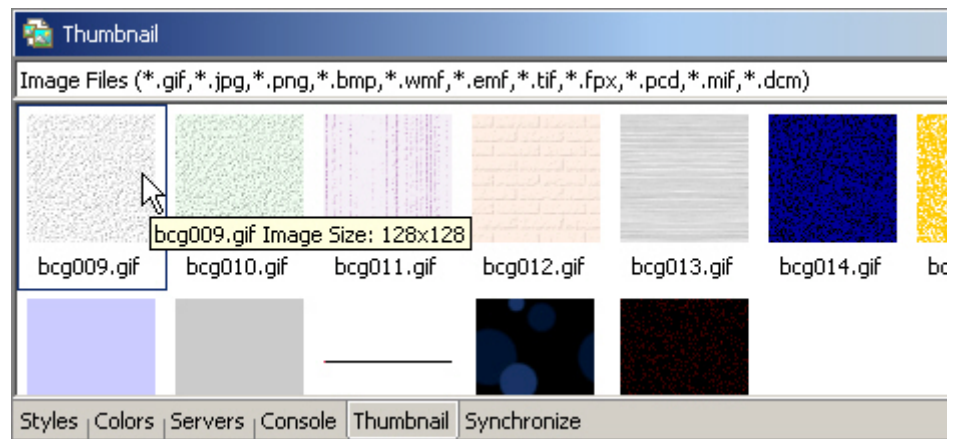 Thumbnail
Image Files (*.gif,*.jpg,*.png,*.bmp,*.wmf,*.emf,*.tif,*.fpx,*.pcd,*.mif,*.dcm)
bcg009.gif Image Size: 128x128
bcg009.gif bcg010.gif bcg011.gif bcg012.gif bcg013.gif bcg014.gif bc
Styles Colors Servers Console Thumbnail Synchronize